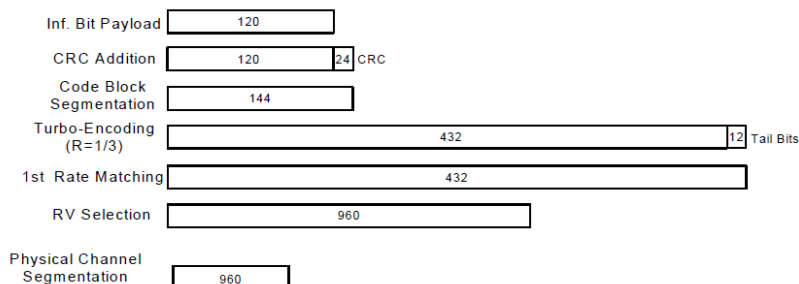 Inf. Bit Payload 120
CRC Addition 120 24 CRC
Code Block
Segmentation 144
Turbo-Encoding
(R=1/3) 432 12 Tail Bits
1st Rate Matching 432
RV Selection 960
Physical Channel
Segmentation 960